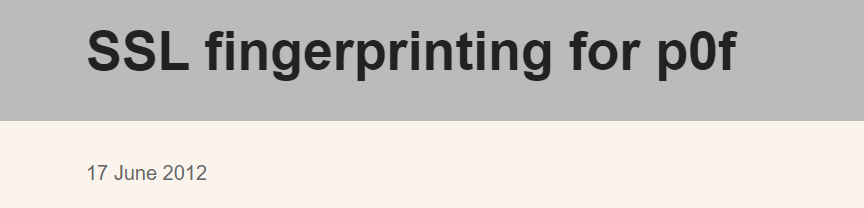 SSL fingerprinting for p0f
17 June 2012